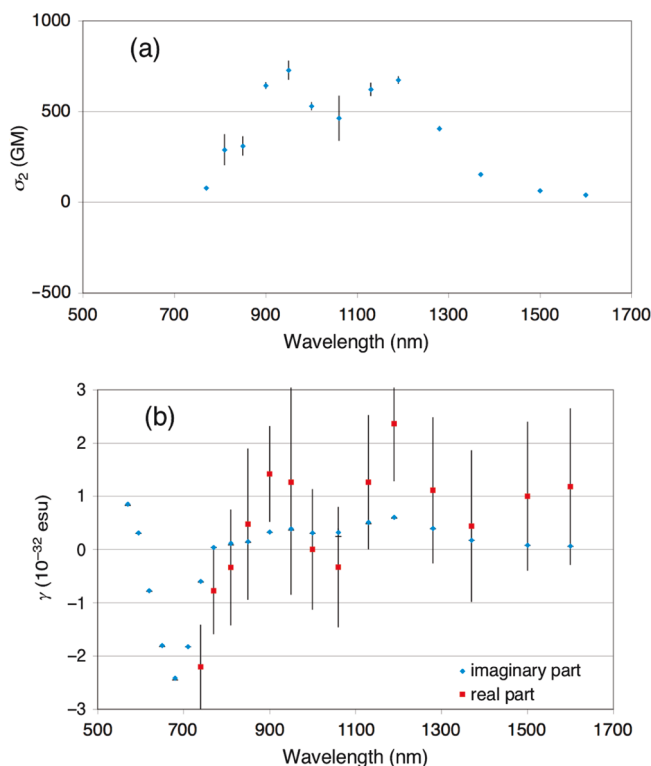 (a)
1000
500
0
−500
σ2 (GM)
500 700 900 1100 1300 1500 1700
Wavelength (nm)
(b)
3
2
1
0
−1
−2
−3
γ (10−32 esu)
imaginary part
real part
500 700 900 1100 1300 1500 1700
Wavelength (nm)